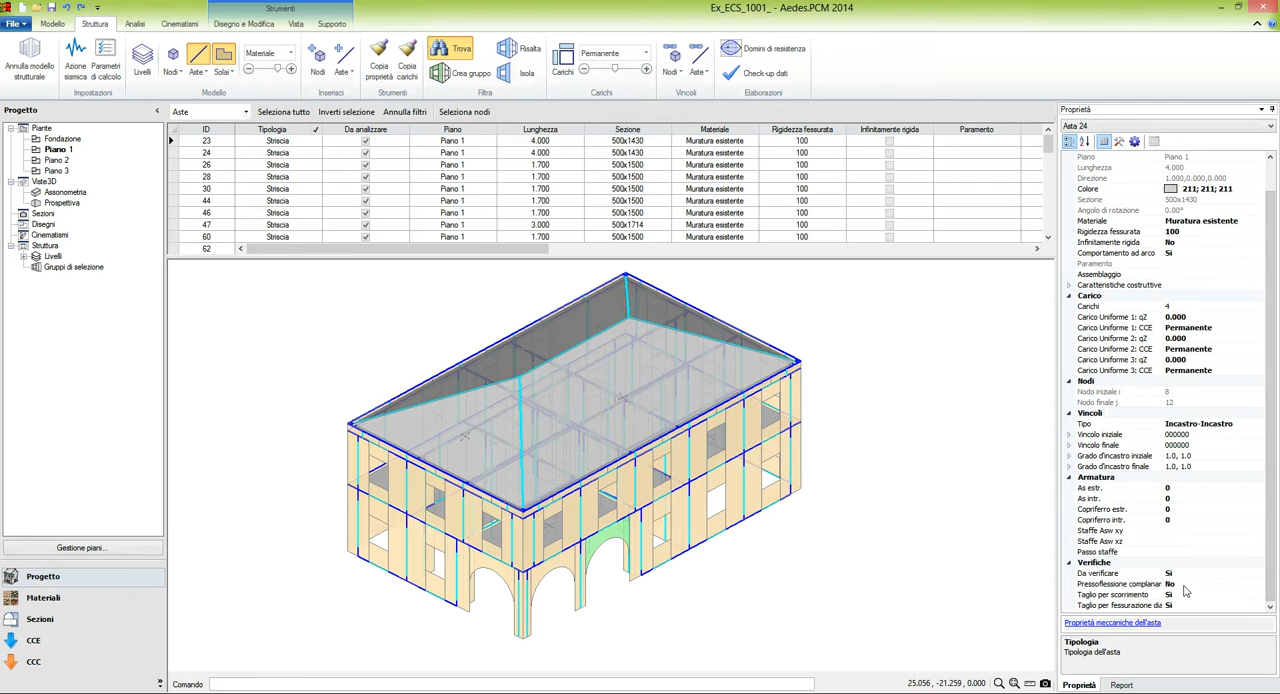 Strumenti
Ex_ECS_1001_ - Aedes.PCM 2014
File
Modello
Struttura
Analisi
Cinematismi
Disegno e Modifica
Vista
Supporto
Annulla modello strutturale
Azione sismica
Parametri di calcolo
Impostazioni
Livelli
Nodi
Aste
Solai
Materiale
Modello
Nodi
Aste
Inserisci
Copia proprietà
Copia carichi
Strumenti
Trova
Crea gruppo
Risalta
Isola
Filtra
Carichi
Permanente
Carichi
Nodi
Aste
Vincoli
Domini di resistenza
Check-up dati
Elaborazioni
Progetto
Piante
Fondazione
Piano 1
Piano 2
Piano 3
Viste3D
Assonometria
Prospettiva
Sezioni
Disegni
Cinematismi
Struttura
Livelli
Gruppi di selezione
Gestione piani...
Progetto
Materiali
Sezioni
CCE
CCC
Aste
Seleziona tutto
Inverti selezione
Annulla filtri
Seleziona nodi
ID Tipologia Da analizzare Piano Lunghezza Sezione Materiale Rigidezza fessurata Infinitamente rigida Paramento
23 Striscia Piano 1 4.000 500x1430 Muratura esistente 100
24 Striscia Piano 1 4.000 500x1430 Muratura esistente 100
26 Striscia Piano 1 1.700 500x1500 Muratura esistente 100
28 Striscia Piano 1 1.700 500x1500 Muratura esistente 100
30 Striscia Piano 1 1.700 500x1500 Muratura esistente 100
44 Striscia Piano 1 1.700 500x1500 Muratura esistente 100
46 Striscia Piano 1 1.700 500x1500 Muratura esistente 100
47 Striscia Piano 1 3.000 500x1714 Muratura esistente 100
60 Striscia Piano 1 1.700 500x1500 Muratura esistente 100
62
Comando
25.056 , -21.259 , 0.000
Proprietà
Asta 24
Piano Piano 1
Lunghezza 4.000
Direzione 1.000,0.000,0.000
Colore 211; 211; 211
Sezione 500x1430
Angolo di rotazione 0.00°
Materiale Muratura esistente
Rigidezza fessurata 100
Infinitamente rigida No
Comportamento ad arco Sì
Paramento
Assemblaggio
Caratteristiche costruttive
Carico
Carichi 4
Carico Uniforme 1: qZ 0.000
Carico Uniforme 1: CCE Permanente
Carico Uniforme 2: qZ 0.000
Carico Uniforme 2: CCE Permanente
Carico Uniforme 3: qZ 0.000
Carico Uniforme 3: CCE Permanente
Nodi
Nodo iniziale i 8
Nodo finale j 12
Vincoli
Tipo Incastro-Incastro
Vincolo iniziale 000000
Vincolo finale 000000
Grado d'incastro iniziale 1.0, 1.0
Grado d'incastro finale 1.0, 1.0
Armatura
As estr. 0
As intr. 0
Copriferro estr. 0
Copriferro intr. 0
Staffe Asw xy
Staffe Asw xz
Passo staffe
Verifiche
Da verificare Sì
Pressoflessione complanar No
Taglio per scorrimento Sì
Taglio per fessurazione dia Sì
Proprietà meccaniche dell'asta
Tipologia
Tipologia dell'asta
Proprietà
Report